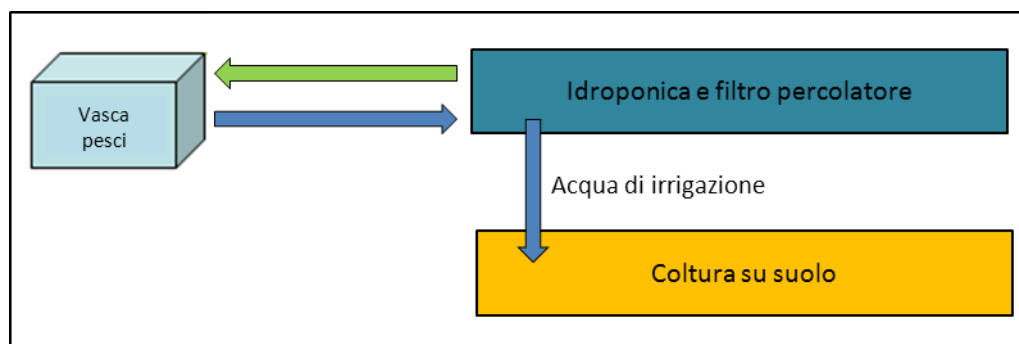 Vasca
pesci
Idroponica e filtro percolatore
Acqua di irrigazione
Coltura su suolo